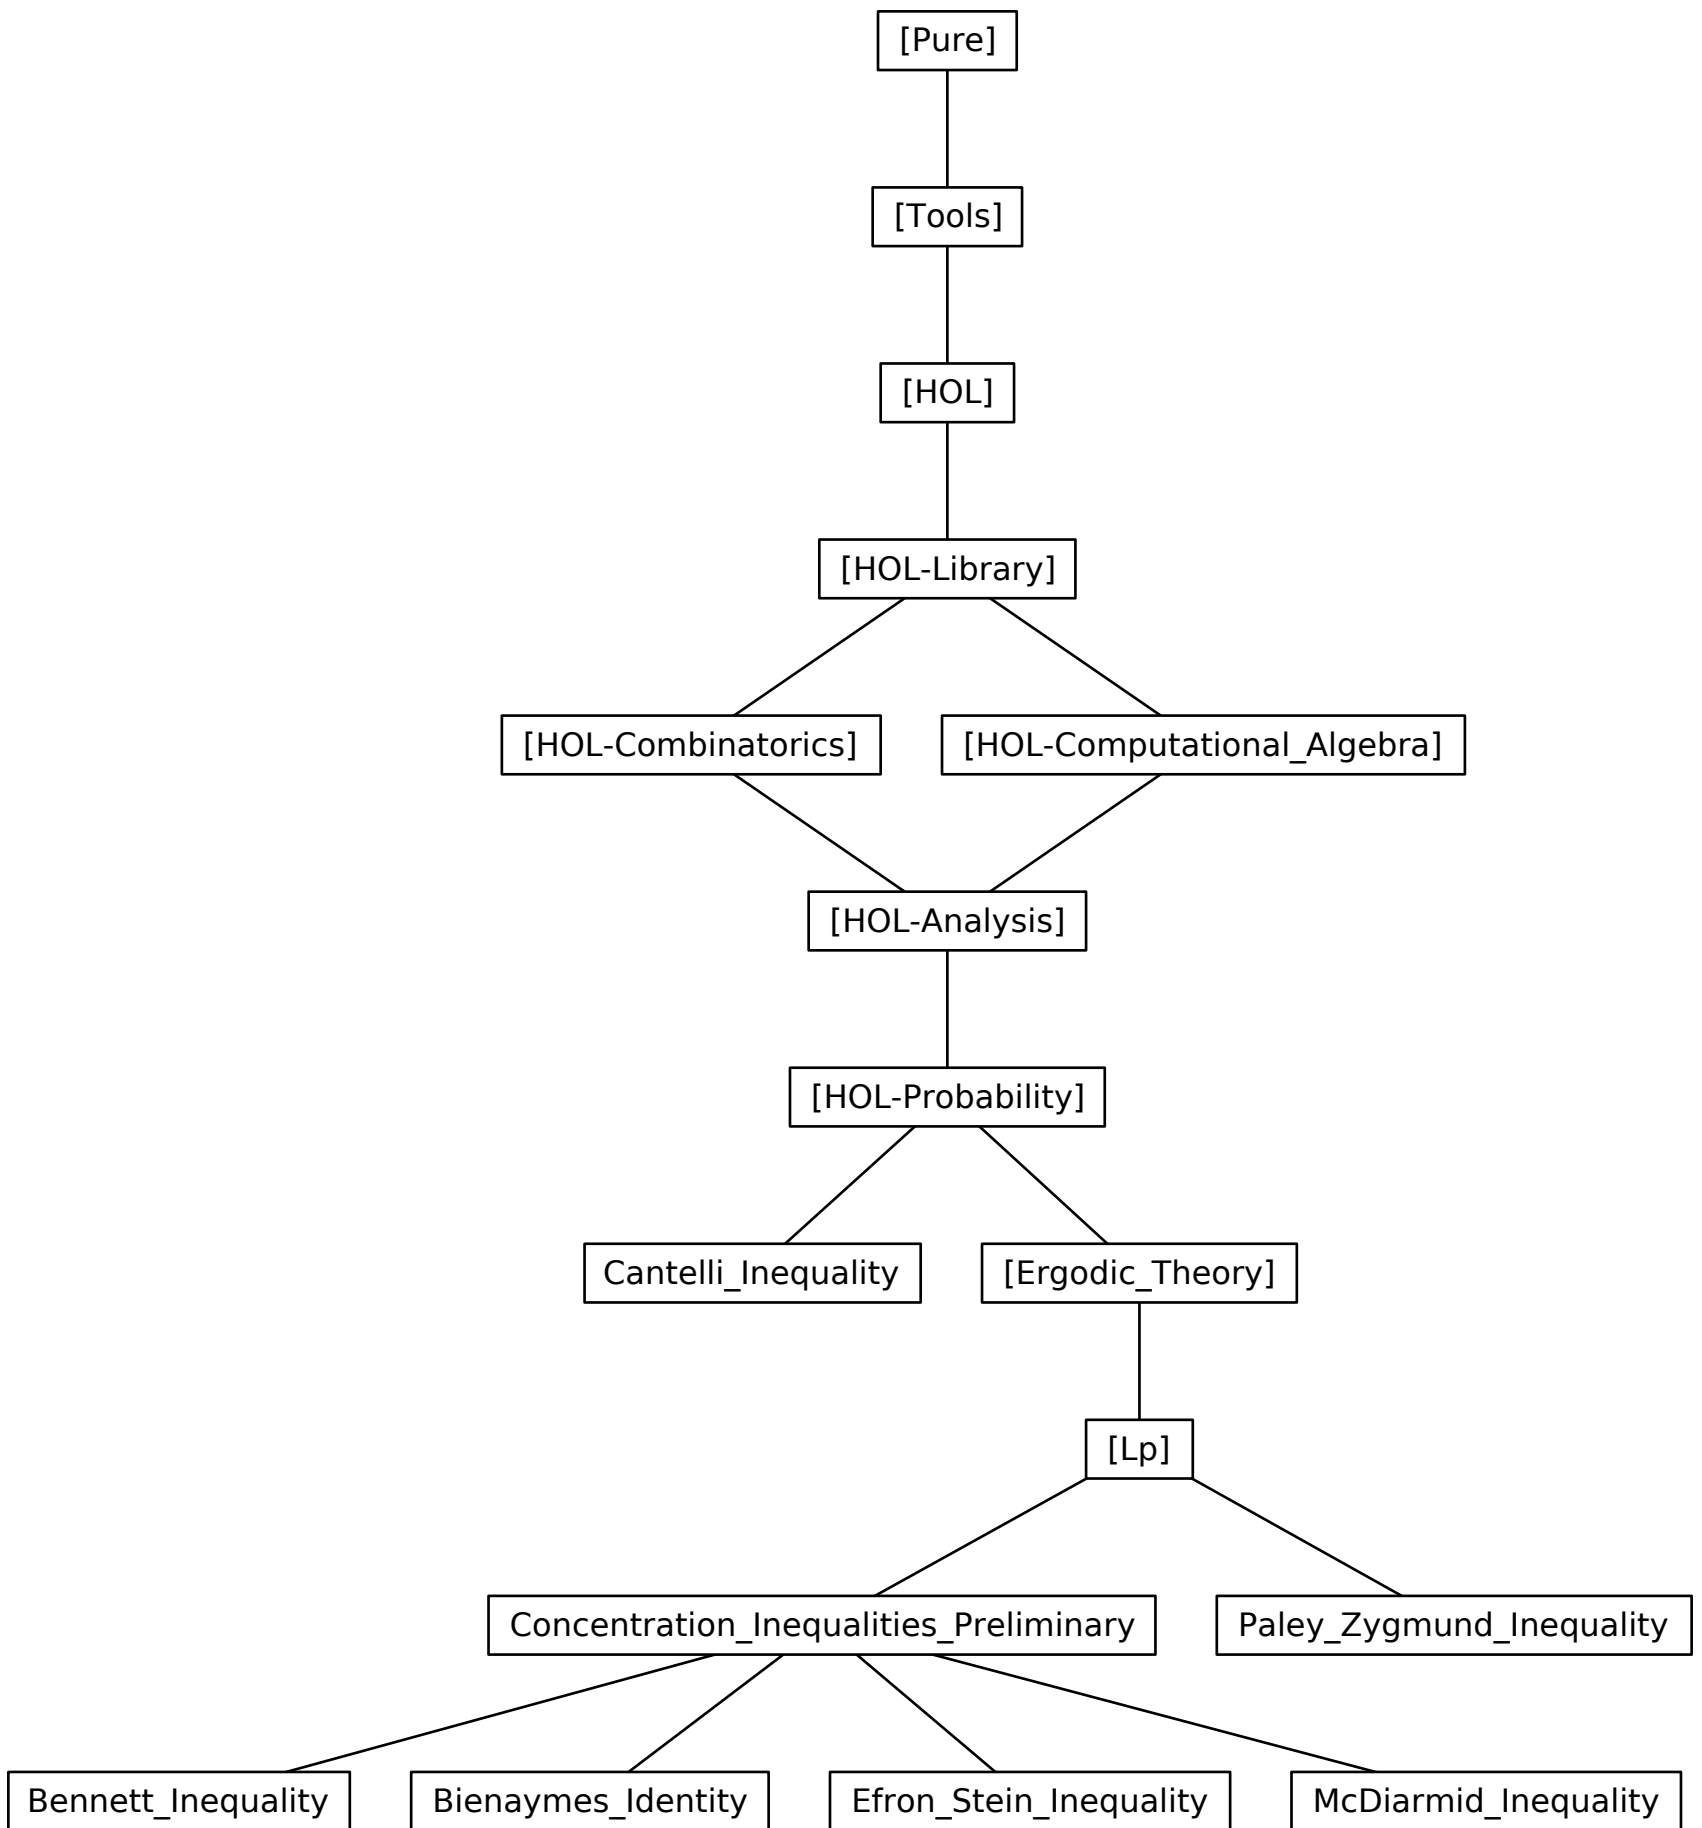 [Pure]
[Tools]
[HOL]
[HOL-Library]
[HOL-Combinatorics]
[HOL-Computational_Algebra]
[HOL-Analysis]
[HOL-Probability]
Cantelli_Inequality
[Ergodic_Theory]
[Lp]
Concentration_Inequalities_Preliminary
Paley_Zygmund_Inequality
Bennett_Inequality
Bienaymes_Identity
Efron_Stein_Inequality
McDiarmid_Inequality